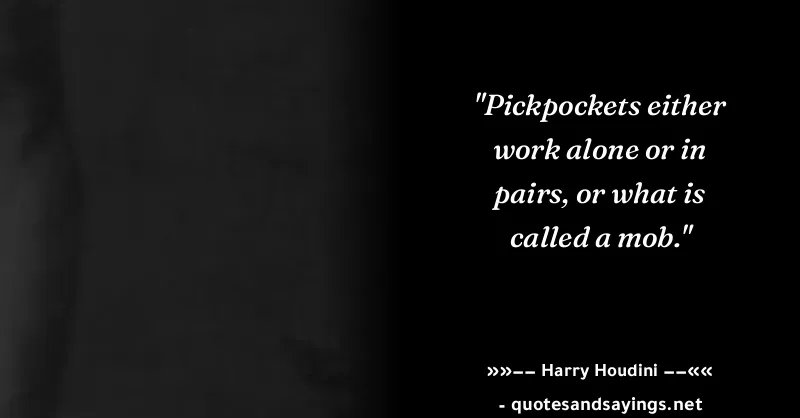 "Pickpockets either
work alone or in
pairs, or what is
called a mob."
»»−− Harry Houdini −−««
- quotesandsayings.net